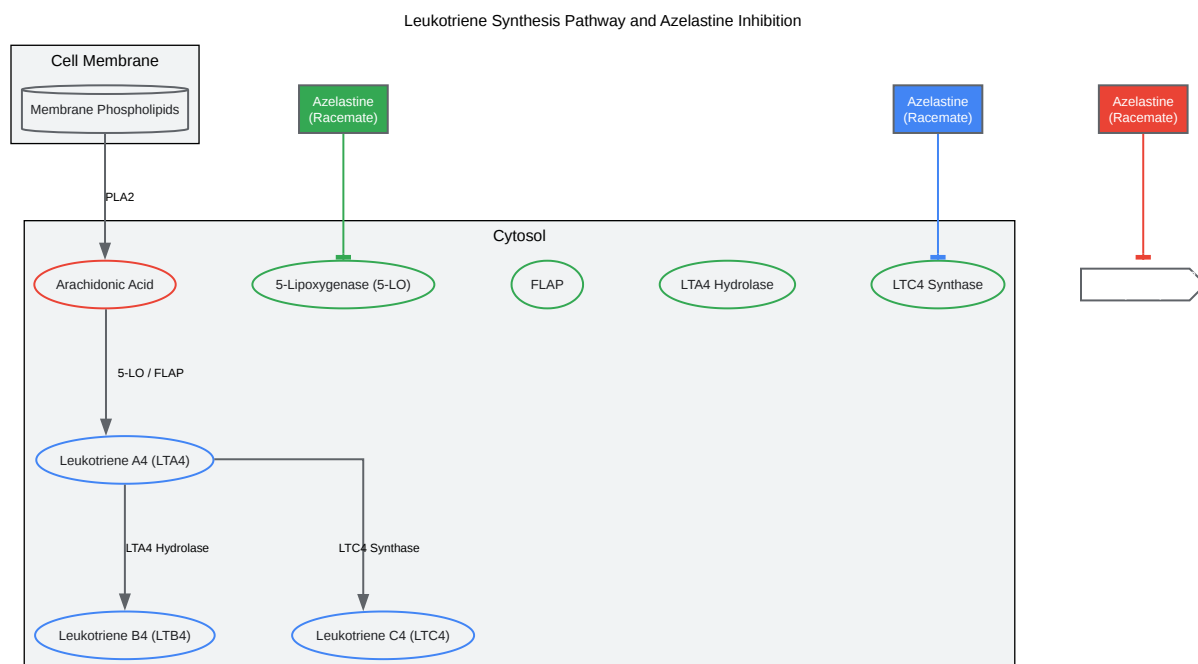 Leukotriene Synthesis Pathway and Azelastine Inhibition
Cell Membrane
Membrane Phospholipids
Azelastine
(Racemate)
Azelastine
(Racemate)
Azelastine
(Racemate)
PLA2
Cytosol
Arachidonic Acid
5-Lipoxygenase (5-LO)
FLAP
LTA4 Hydrolase
LTC4 Synthase
5-LO / FLAP
Leukotriene A4 (LTA4)
LTA4 Hydrolase
LTC4 Synthase
Leukotriene B4 (LTB4)
Leukotriene C4 (LTC4)